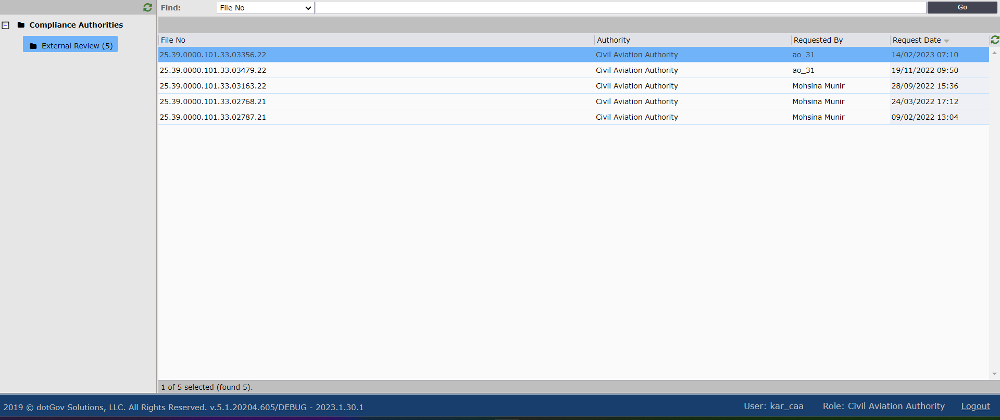 Find: File No Go
Compliance Authorities
External Review (5)
File No Authority Requested By Request Date
25.39.0000.101.33.03356.22 Civil Aviation Authority ao_31 14/02/2023 07:10
25.39.0000.101.33.03479.22 Civil Aviation Authority ao_31 19/11/2022 09:50
25.39.0000.101.33.03163.22 Civil Aviation Authority Mohsina Munir 28/09/2022 15:36
25.39.0000.101.33.02768.21 Civil Aviation Authority Mohsina Munir 24/03/2022 17:12
25.39.0000.101.33.02787.21 Civil Aviation Authority Mohsina Munir 09/02/2022 13:04
1 of 5 selected (found 5).
2019 © dotGov Solutions, LLC. All Rights Reserved. v.5.1.20204.605/DEBUG - 2023.1.30.1 User: kar_caa Role: Civil Aviation Authority Logout